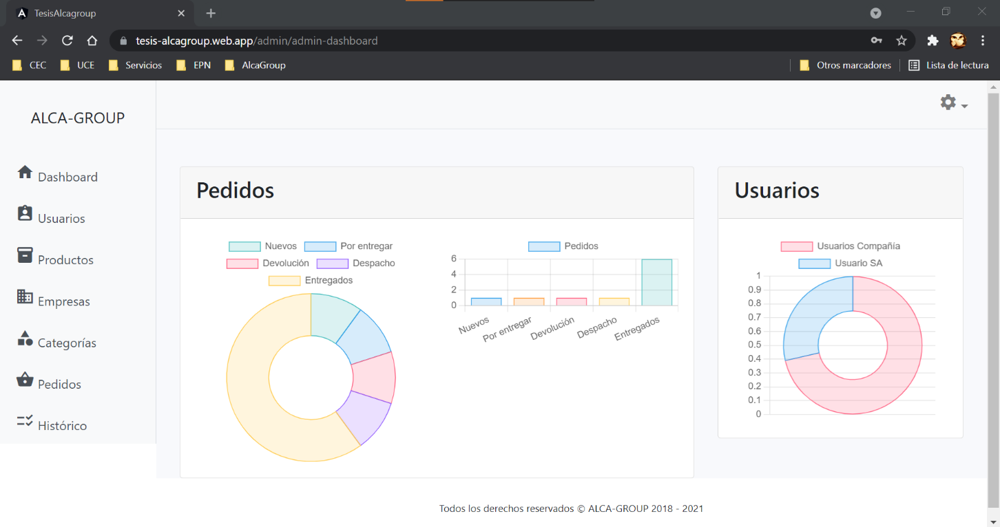 TesisAlcagroup
tesis-alcagroup.web.app/admin/admin-dashboard
CEC UCE Servicios EPN AlcaGroup Otros marcadores Lista de lectura
ALCA-GROUP
Dashboard
Usuarios
Productos
Empresas
Categorías
Pedidos
Histórico
Pedidos
Nuevos Por entregar
Devolución Despacho
Entregados
Pedidos
6
4
2
0
Nuevos Por entregar Devolución Despacho Entregados
Usuarios
Usuarios Compañía
Usuario SA
1
0.9
0.8
0.7
0.6
0.5
0.4
0.3
0.2
0.1
0
Todos los derechos reservados © ALCA-GROUP 2018 - 2021